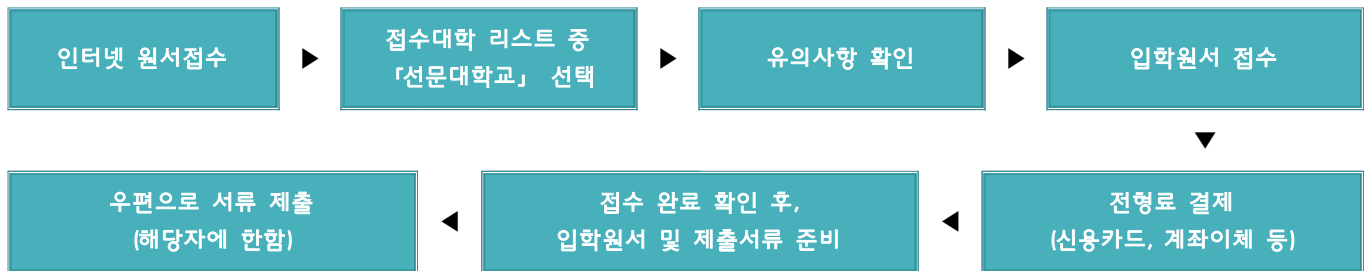 인터넷 원서접수
▶
접수대학 리스트 중
「선문대학교」 선택
▶
유의사항 확인
▶
입학원서 접수
▼
전형료 결제
(신용카드, 계좌이체 등)
◀
접수 완료 확인 후,
입학원서 및 제출서류 준비
◀
우편으로 서류 제출
(해당자에 한함)